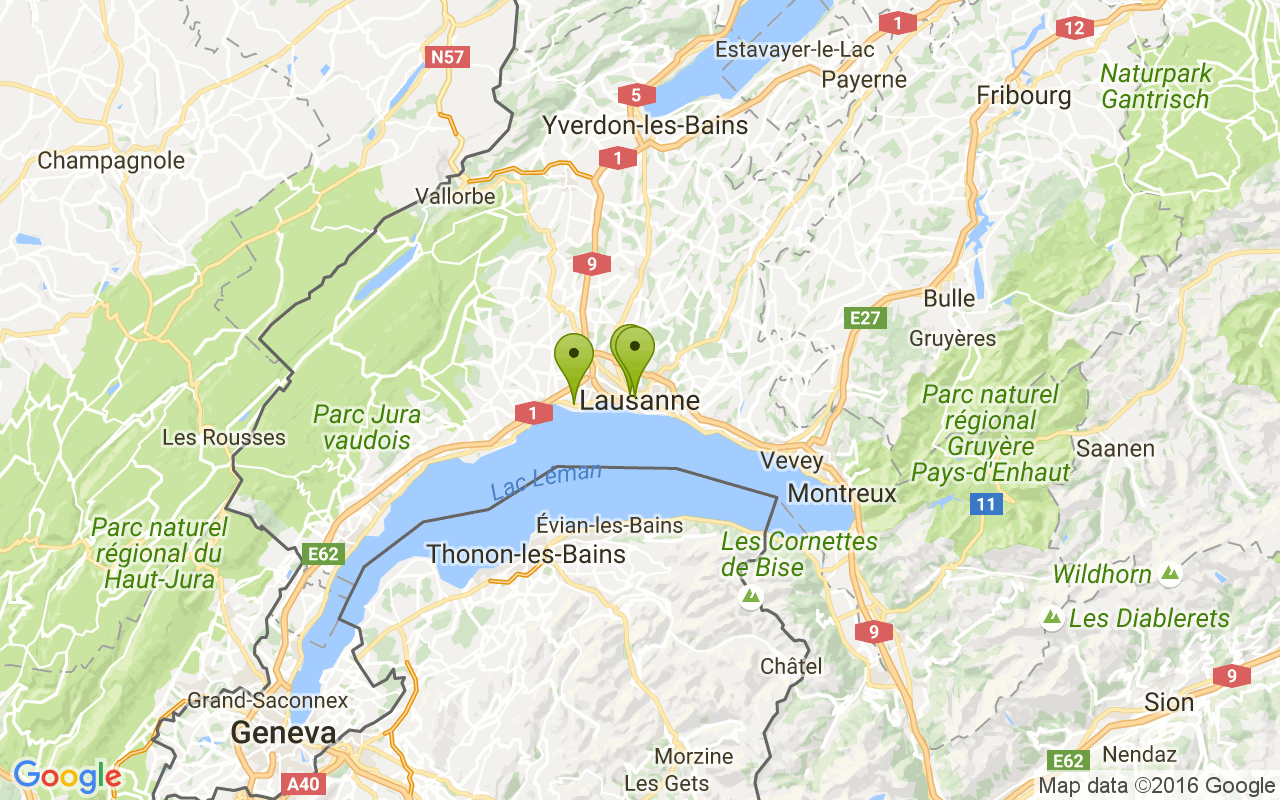 1
12
Estavayer-le-Lac
N57
Payerne
Naturpark
Gantrisch
5
Fribourg
Yverdon-les-Bains
1
Champagnole
Vallorbe
9
Bulle
E27
Gruyères
Parc naturel
régional
Gruyère
Pays-d'Enhaut
Lausanne
1
Parc Jura
vaudois
Les Rousses
Saanen
Vevey
Lac Léman
Montreux
11
Parc naturel
régional du
Haut-Jura
Évian-les-Bains
Les Cornettes
de Bise
E62
Thonon-les-Bains
Wildhorn
Les Diablerets
9
Châtel
9
Grand-Saconnex
Sion
Geneva
Morzine
Nendaz
E62
Google
A40
Les Gets
Map data ©2016 Google